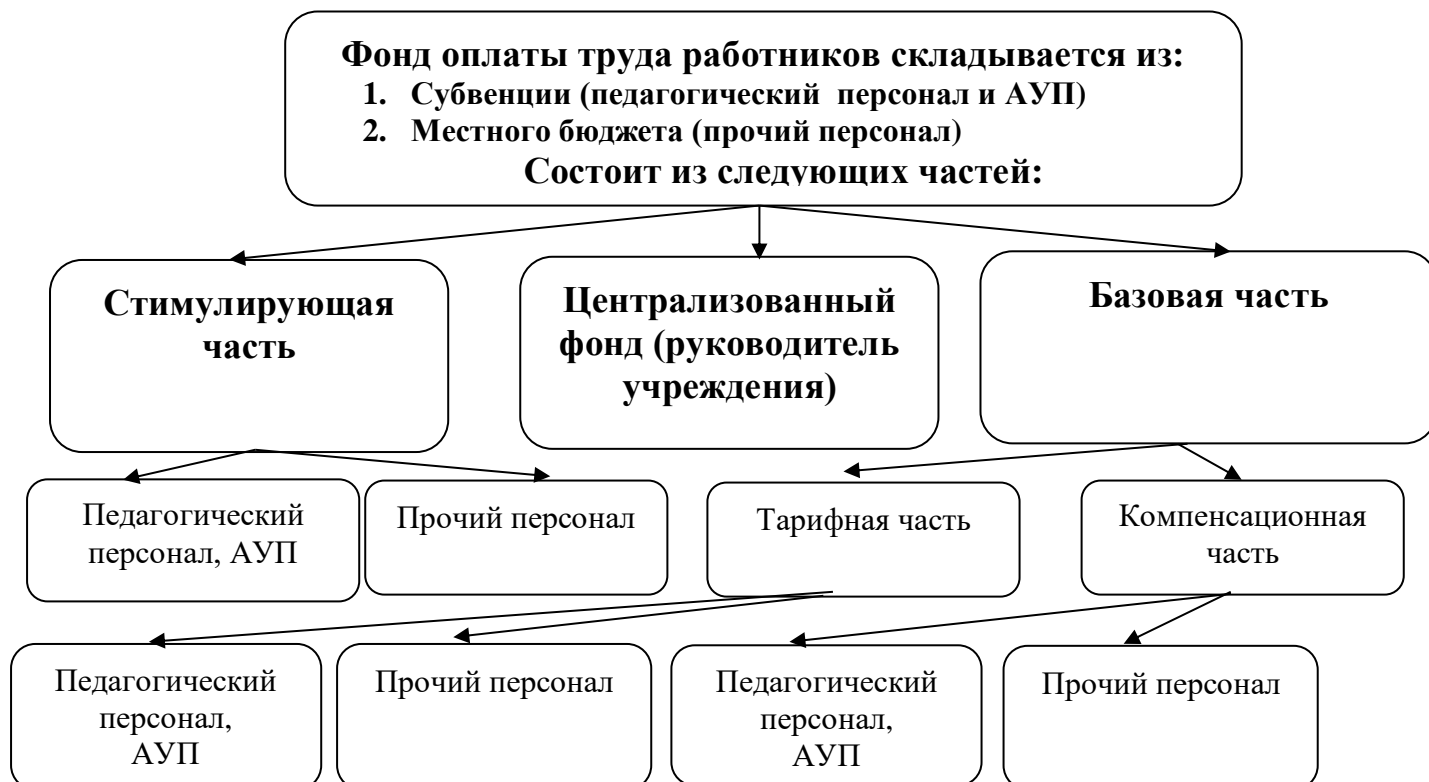 Фонд оплаты труда работников складывается из:
1. Субвенции (педагогический персонал и АУП)
2. Местного бюджета (прочий персонал)
Состоит из следующих частей:
Стимулирующая
часть
Централизованный
фонд (руководитель
учреждения)
Базовая часть
Педагогический
персонал, АУП
Прочий персонал
Тарифная часть
Компенсационная
часть
Педагогический
персонал,
АУП
Прочий персонал
Педагогический
персонал,
АУП
Прочий персонал